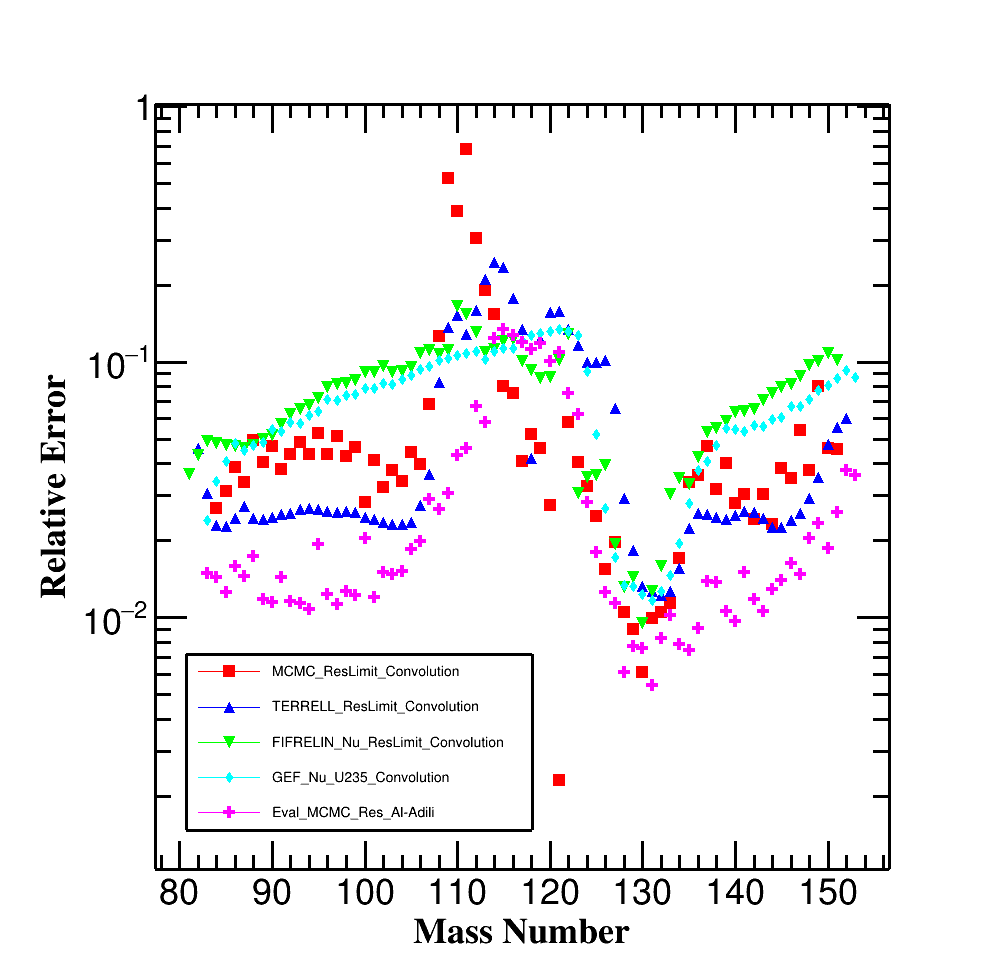 1
10−1
10−2
Relative Error
MCMC_ResLimit_Convolution
TERRELL_ResLimit_Convolution
FIFRELIN_Nu_ResLimit_Convolution
GEF_Nu_U235_Convolution
Eval_MCMC_Res_Al-Adili
80 90 100 110 120 130 140 150
Mass Number